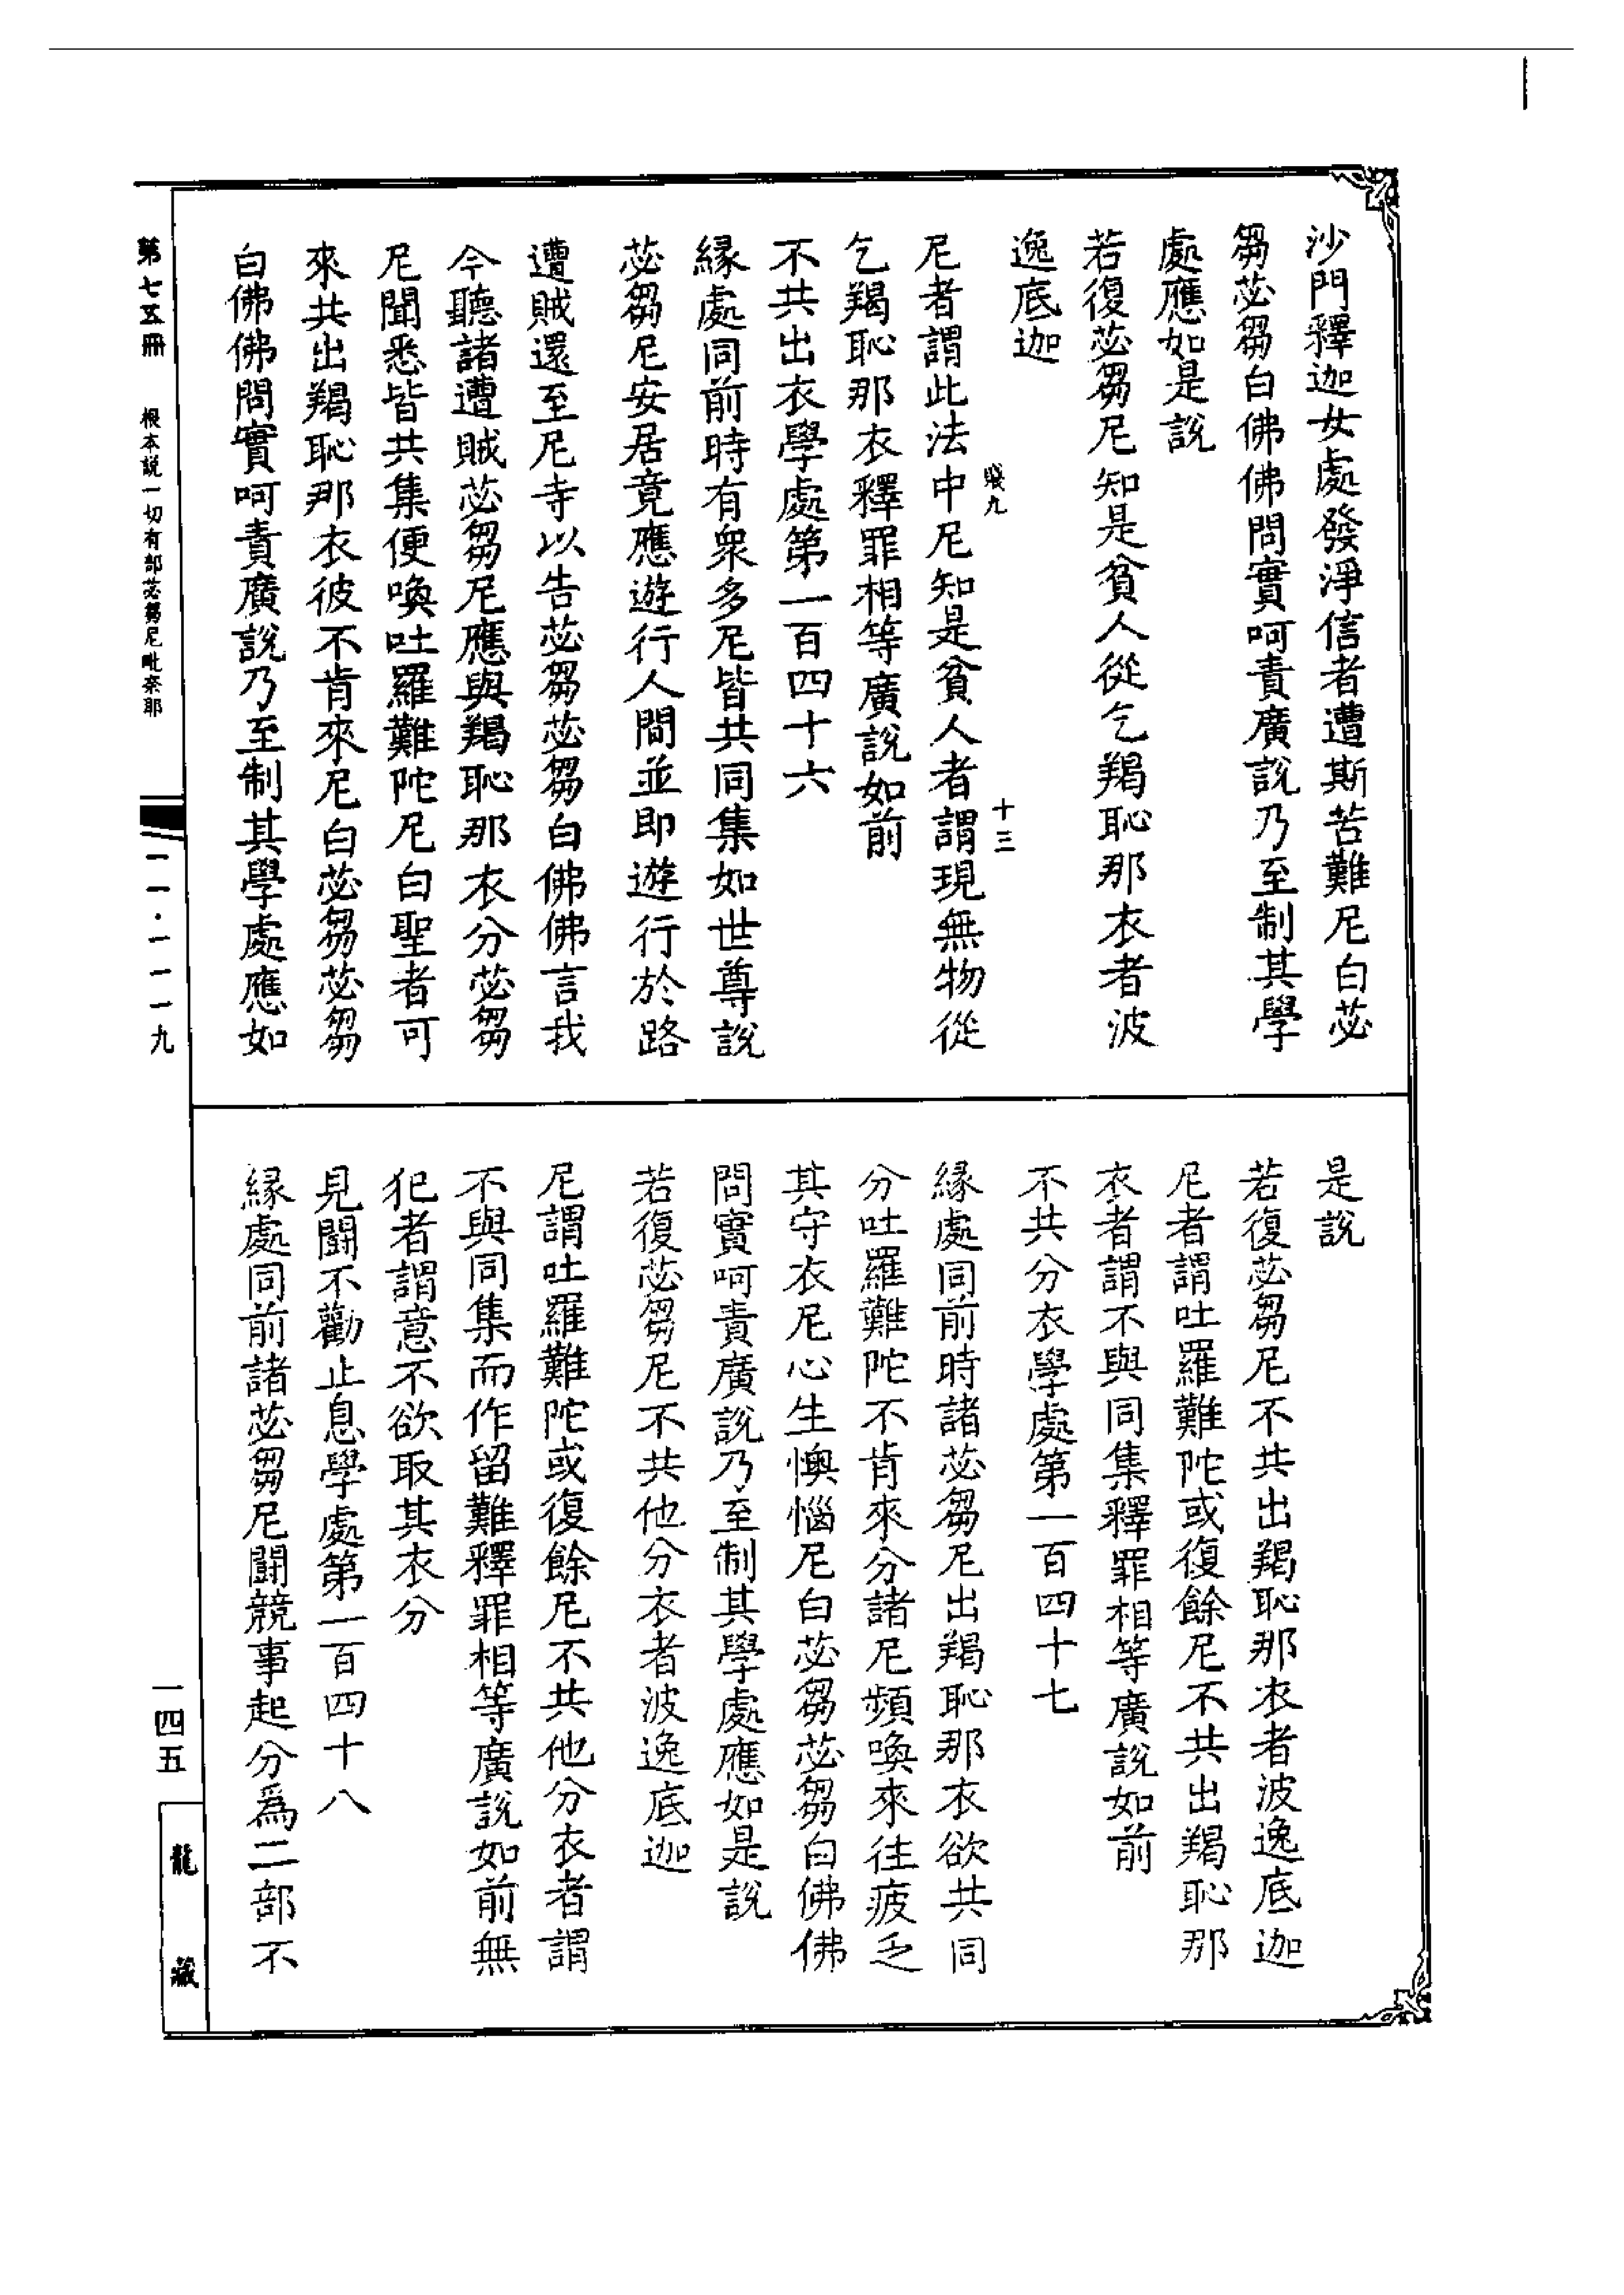 沙門釋迦女處發淨信者遭斯苦難尼白苾
芻苾芻白佛佛問實呵責廣說乃至制其學
處應如是說
若復苾芻尼知是貧人從乞羯恥那衣者波
逸底迦
尼者謂此法中尼知是貧人者謂現無物從
乞羯恥那衣釋罪相等廣說如前
不共出衣學處第一百四十六
緣處同前時有衆多尼皆共同集如世尊說
苾芻尼安居竟應遊行人間並即遊行於路
遭賊還至尼寺以告苾芻苾芻白佛佛言我
今聽諸遭賊苾芻尼應與羯恥那衣分苾芻
尼聞悉皆共集便喚吐羅難陀尼白聖者可
來共出羯恥那衣彼不肯來尼白苾芻苾芻
白佛佛問實呵責廣說乃至制其學處應如
十三
是說
若復苾芻尼不共出羯恥那衣者波逸底迦
尼者謂吐羅難陀或復餘尼不共出羯恥那
衣者謂不與同集釋罪相等廣說如前
不共分衣學處第一百四十七
緣處同前時諸苾芻尼出羯恥那衣欲共同
分吐羅難陀不肯來分諸尼頻喚來往疲乏
其守衣尼心生懊惱尼白苾芻苾芻白佛佛
問實呵責廣說乃至制其學處應如是說
若復苾芻尼不共他分衣者波逸底迦
尼謂吐羅難陀或復餘尼不共他分衣者謂
不與同集而作留難釋罪相等廣說如前無
犯者謂意不欲取其衣分
見鬪不勸止息學處第一百四十八
緣處同前諸苾芻尼鬪競事起分爲二部不
第七五冊　根本說一切有部苾芻尼毗奈耶
一一·一一一九
一四五
龍藏